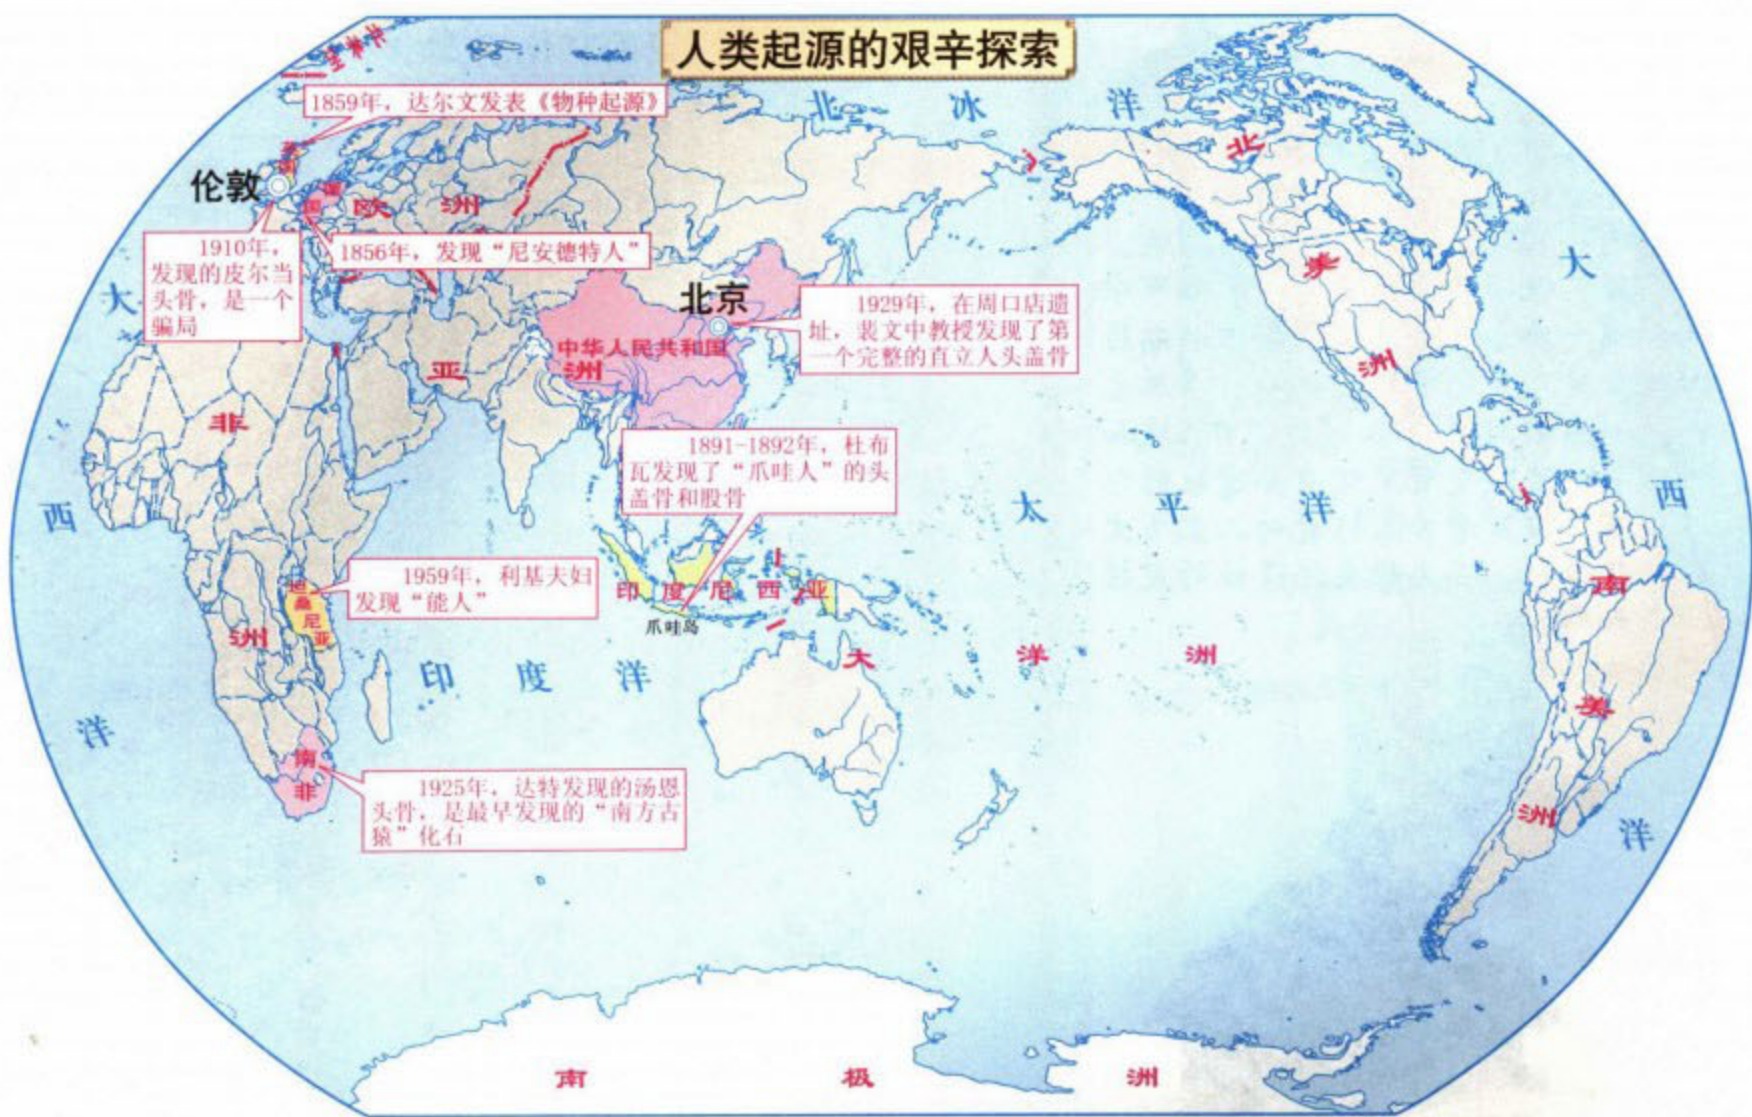 人类起源的艰辛探索
1859年，达尔文发表《物种起源》
北冰洋
伦敦
欧洲
1856年，发现“尼安德特人”
1910年，
发现的皮尔当
头骨，是一个
骗局
北京
1929年，在周口店遗
址，裴文中教授发现了第
一个完整的直立人头盖骨
中华人民共和国
亚洲
非洲
北美洲
大西洋
大西洋
1891-1892年，杜布
瓦发现了“爪哇人”的头
盖骨和股骨
太平洋
1959年，利基夫妇
发现“能人”
坦桑尼亚
印度尼西亚
爪哇岛
印度洋
大洋洲
南美洲
南非
1925年，达特发现的汤恩
头骨，是最早发现的“南方古
猿”化石
南极洲